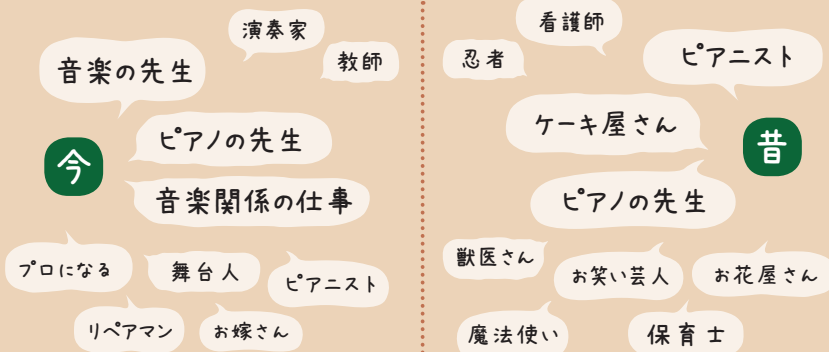 演奏家
音楽の先生
教師
ピアノの先生
今
音楽関係の仕事
プロになる
舞台人
ピアニスト
リペアマン
お嫁さん
看護師
忍者
ピアニスト
ケーキ屋さん
昔
ピアノの先生
獣医さん
お笑い芸人
お花屋さん
魔法使い
保育士